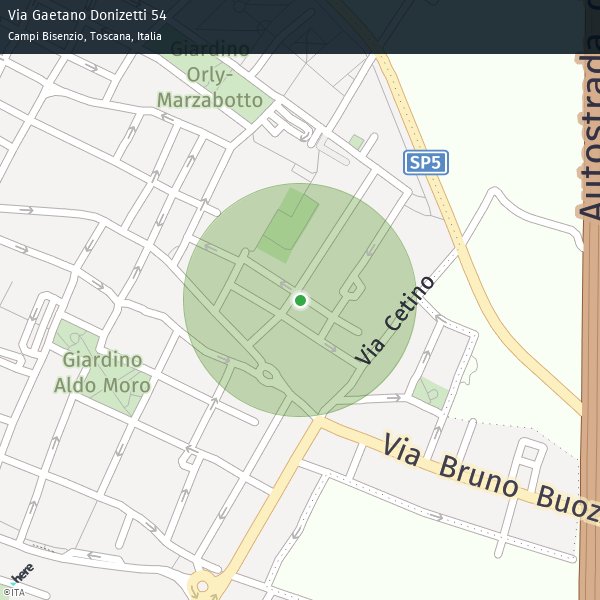 Via Gaetano Donizetti 54
Campi Bisenzio, Toscana, Italia
Giardino
Orly-
Marzabotto
SP5
Autostrada
Via Cetino
Giardino
Aldo Moro
Via Bruno Buoz
here
©ITA